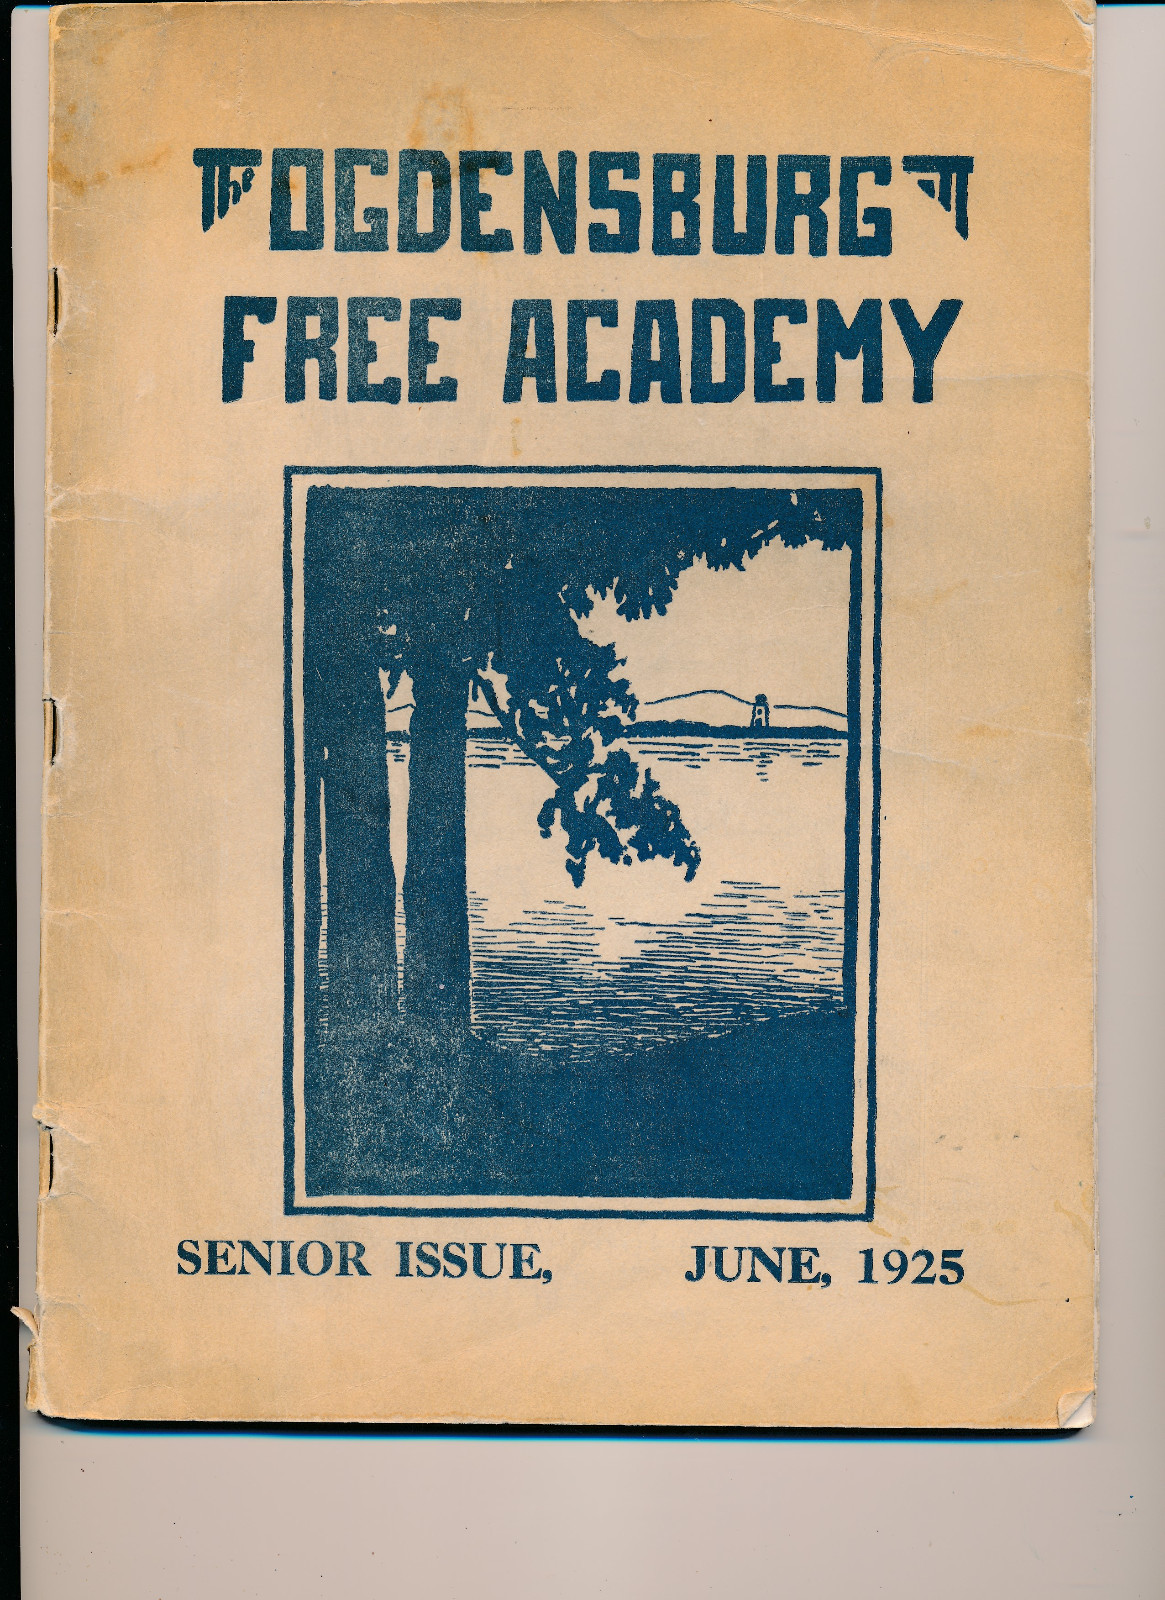 The OGDENSBURG
FREE ACADEMY
SENIOR ISSUE, JUNE, 1925